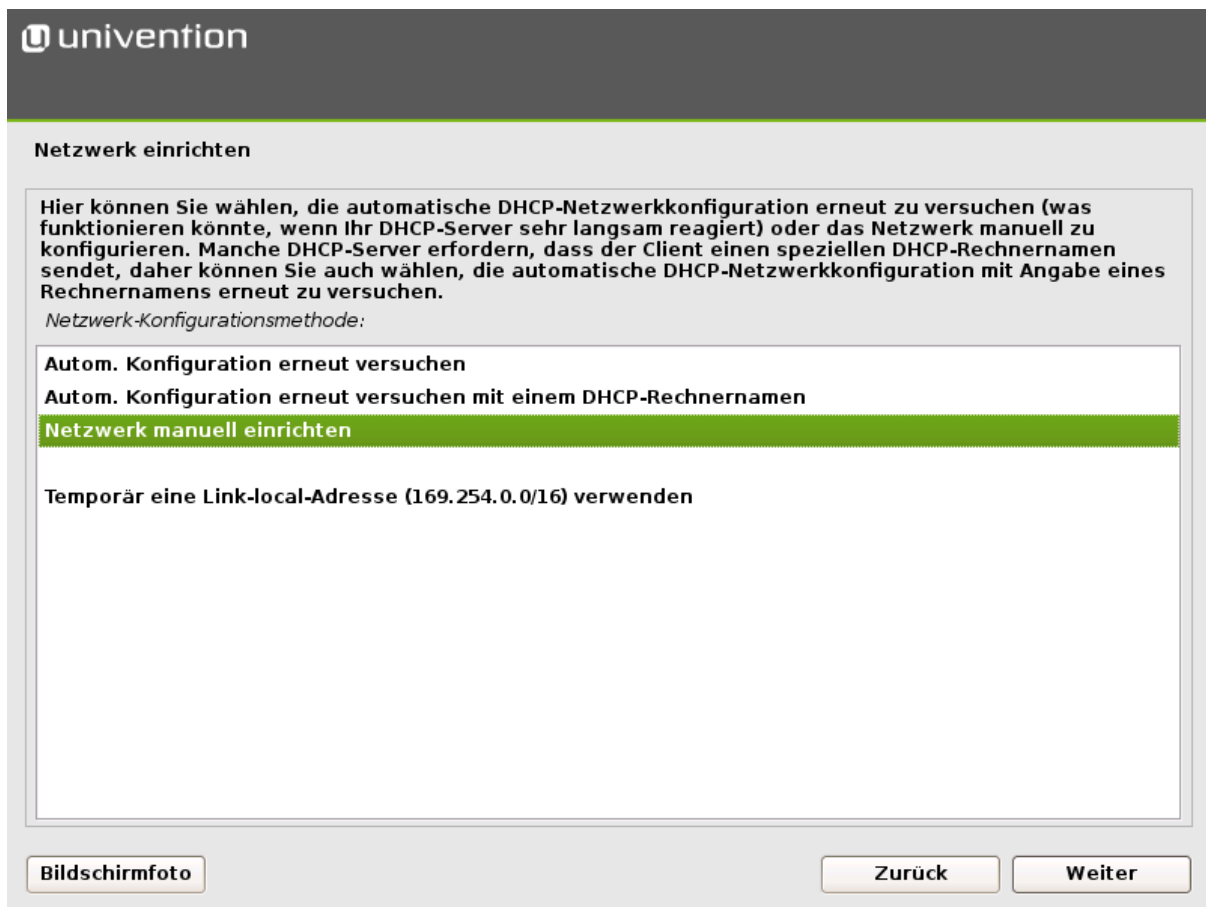 univention
Netzwerk einrichten
Hier können Sie wählen, die automatische DHCP-Netzwerkkonfiguration erneut zu versuchen (was
funktionieren könnte, wenn Ihr DHCP-Server sehr langsam reagiert) oder das Netzwerk manuell zu
konfigurieren. Manche DHCP-Server erfordern, dass der Client einen speziellen DHCP-Rechnernamen
sendet, daher können Sie auch wählen, die automatische DHCP-Netzwerkkonfiguration mit Angabe eines
Rechnernamens erneut zu versuchen.
Netzwerk-Konfigurationsmethode:
Autom. Konfiguration erneut versuchen
Autom. Konfiguration erneut versuchen mit einem DHCP-Rechnernamen
Netzwerk manuell einrichten
Temporär eine Link-local-Adresse (169.254.0.0/16) verwenden
Bildschirmfoto
Zurück
Weiter